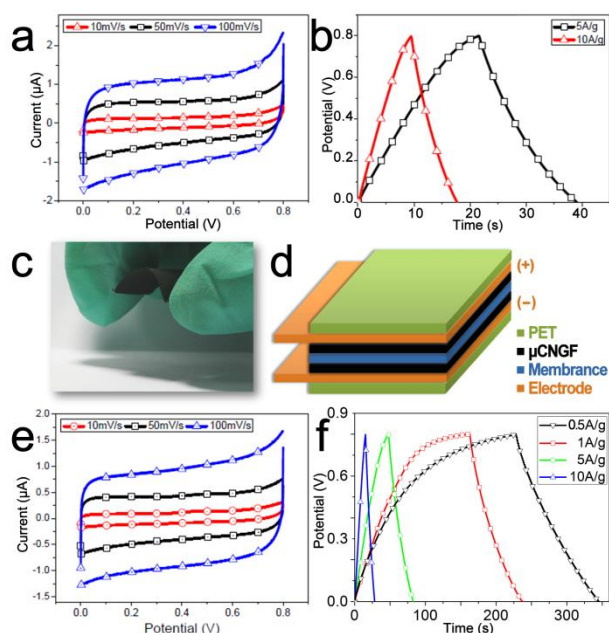 a
10mV/s 50mV/s 100mV/s
2
1
0
-1
-2
Current (µA)
0.0 0.2 0.4 0.6 0.8
Potential (V)
b
5A/g
10A/g
0.8
0.6
0.4
0.2
0.0
Potential (V)
0 10 20 30 40
Time (s)
c
d
(+)
(−)
PET
µCNGF
Membrance
Electrode
e
10mV/s 50mV/s 100mV/s
2.0
1.5
1.0
0.5
0.0
-0.5
-1.0
-1.5
Current (µA)
0.0 0.2 0.4 0.6 0.8
Potential (V)
f
0.5A/g
1A/g
5A/g
10A/g
0.9
0.6
0.3
0.0
Potential (V)
0 50 100 150 200 250 300 350
Time (s)